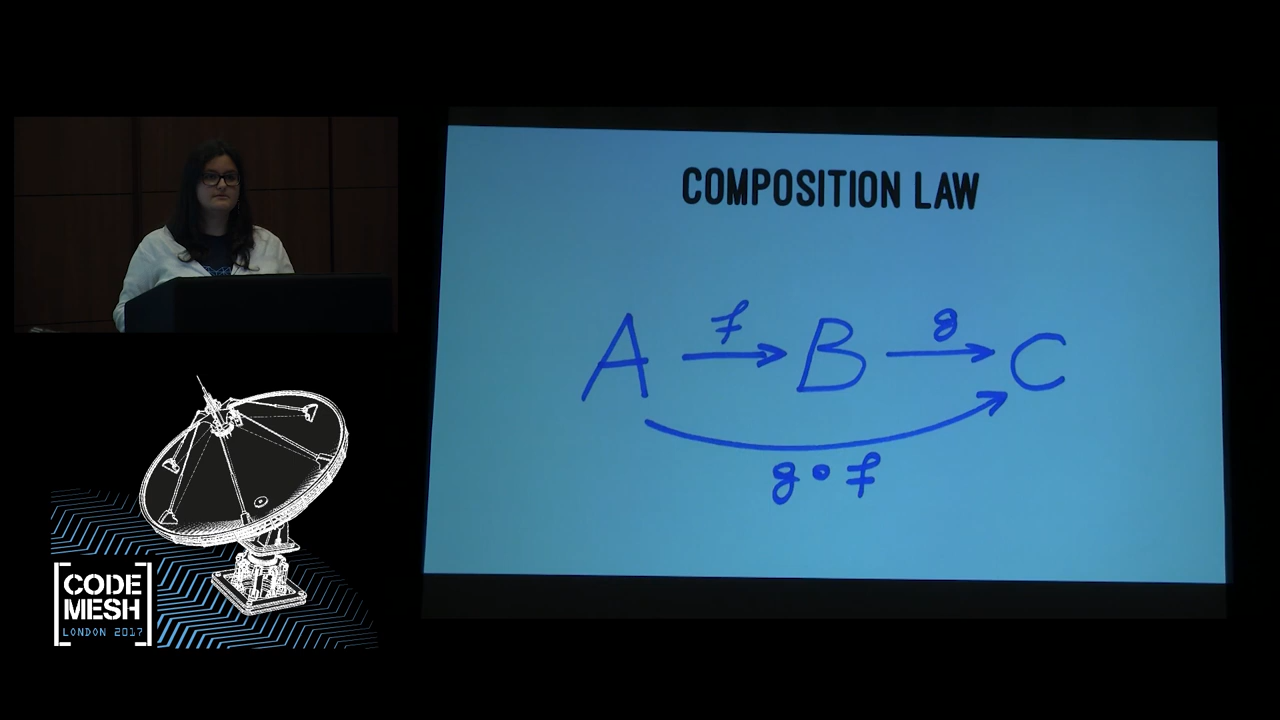 COMPOSITION LAW
A f B g C
g ∘ f
CODE
MESH
LONDON 2017